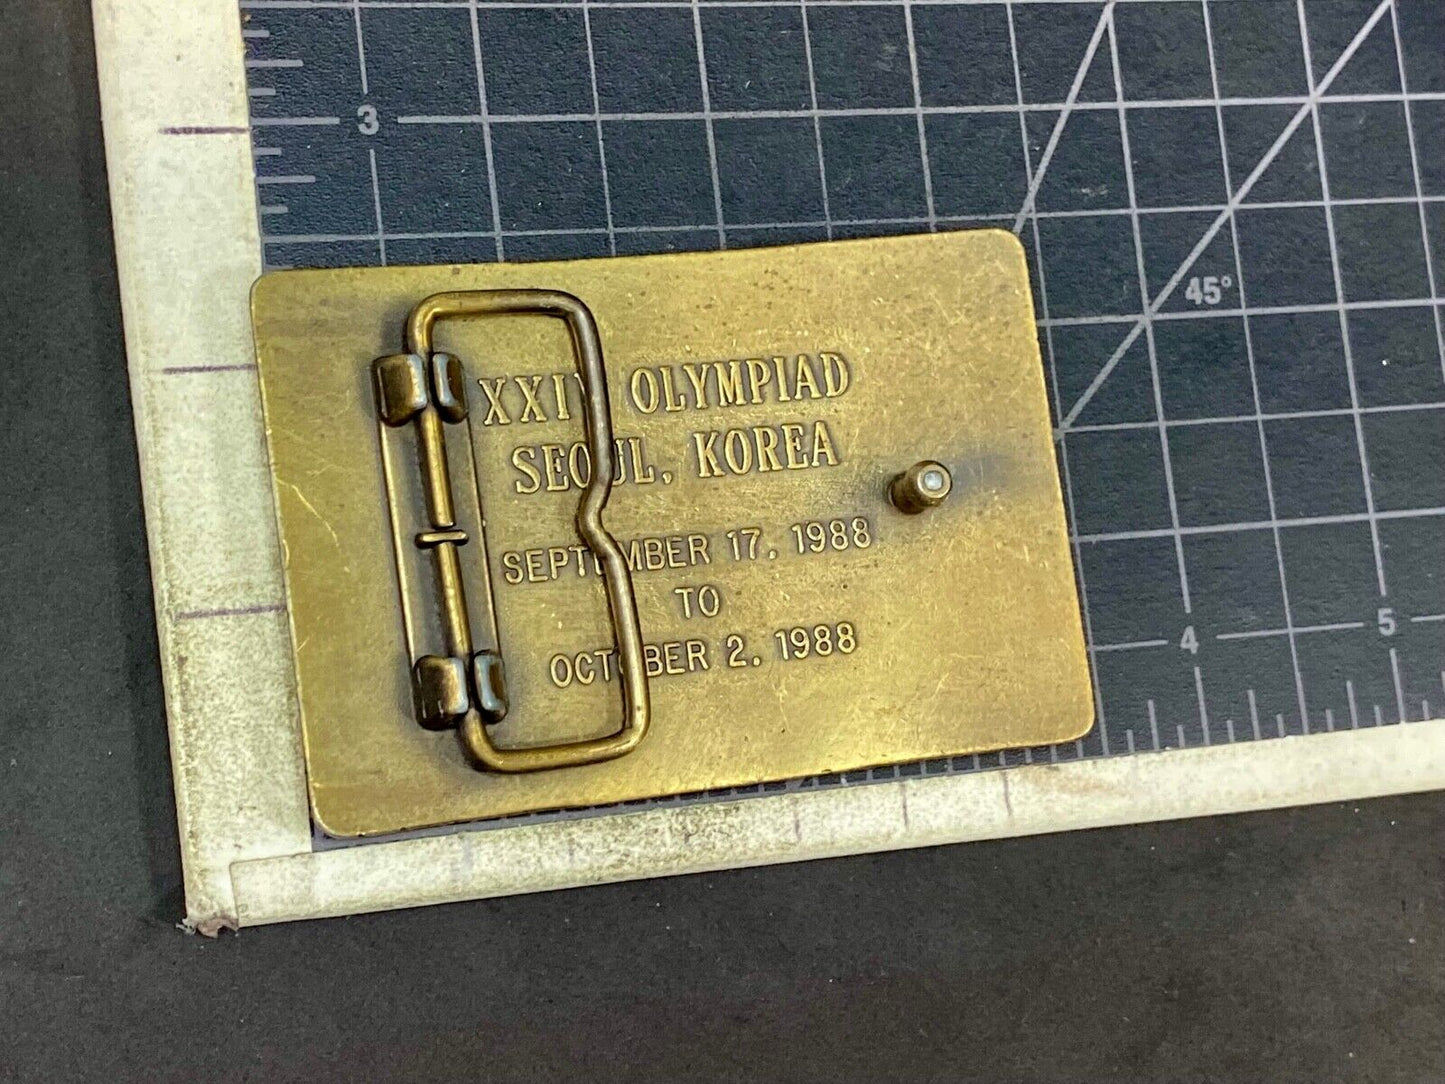 3
45°
XXIV OLYMPIAD
SEOUL, KOREA
SEPTEMBER 17, 1988
TO
OCTOBER 2, 1988
4 5